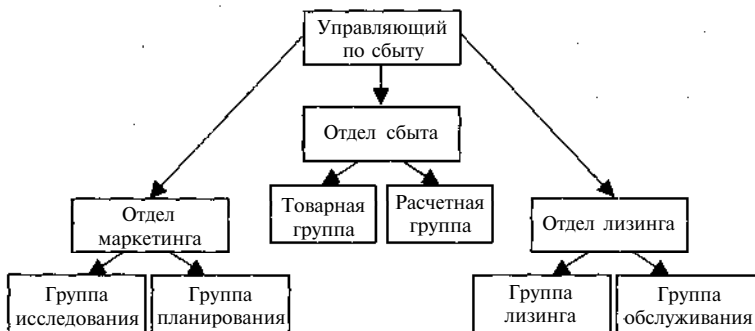 Управляющий
по сбыту
Отдел сбыта
Товарная
группа
Расчетная
группа
Отдел
маркетинга
Отдел лизинга
Группа
исследования
Группа
планирования
Группа
лизинга
Группа
обслуживания